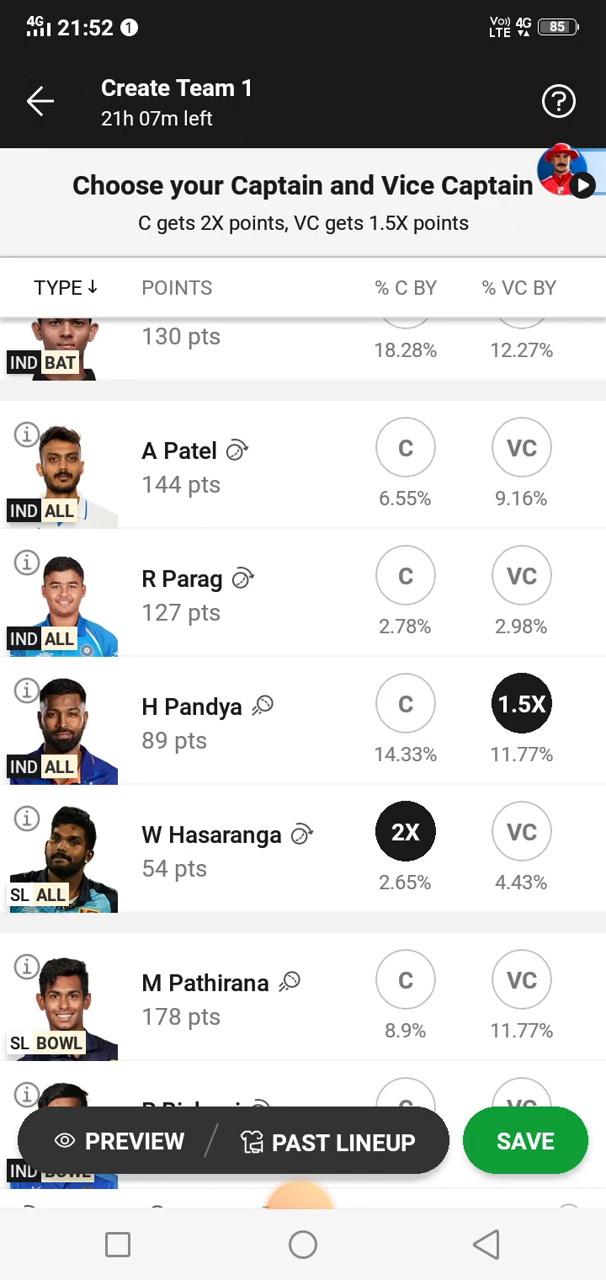 4G 21:52 1 Vo) LTE 4G 85
Create Team 1
21h 07m left
Choose your Captain and Vice Captain
C gets 2X points, VC gets 1.5X points
TYPE POINTS % C BY % VC BY
130 pts
18.28% 12.27%
IND BAT
A Patel C VC
144 pts
6.55% 9.16%
IND ALL
R Parag C VC
127 pts
2.78% 2.98%
IND ALL
H Pandya C 1.5X
89 pts
14.33% 11.77%
IND ALL
W Hasaranga 2X VC
54 pts
2.65% 4.43%
SL ALL
M Pathirana C VC
178 pts
8.9% 11.77%
SL BOWL
C VC
PREVIEW / PAST LINEUP SAVE
IND BOWL